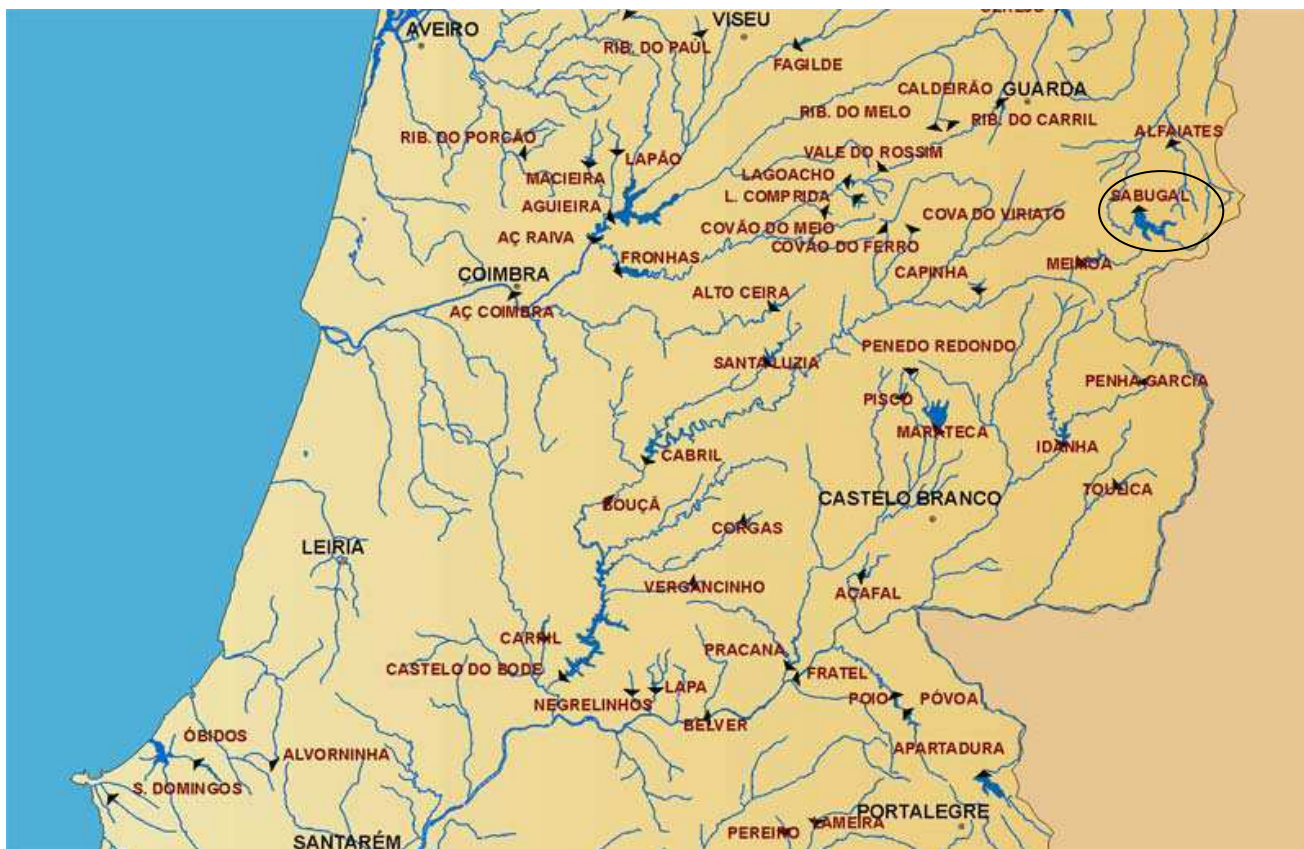 AVEIRO
VISEU
RIB. DO PAUL
FAGILDE
CALDEIRÃO
GUARDA
RIB. DO MELO
RIB. DO CARRIL
RIB. DO PORCÃO
ALFAIATES
LAPÃO
VALE DO ROSSIM
MACIEIRA
LAGOACHO
L. COMPRIDA
SABUGAL
AGUIEIRA
COVÃO DO MEIO
COVA DO VIRIATO
AÇ RAIVA
COVÃO DO FERRO
FRONHAS
MEIMOA
COIMBRA
CAPINHA
ALTO CEIRA
AÇ COIMBRA
PENEDO REDONDO
SANTA LUZIA
PENHA GARCIA
PISCO
MARATECA
IDANHA
CABRIL
TOULICA
CASTELO BRANCO
BOUÇÃ
CORGAS
LEIRIA
VERGANCINHO
AÇAFAL
CARRIL
PRACANA
CASTELO DO BODE
FRATEL
LAPA
POIO
PÓVOA
NEGRELINHOS
BELVER
ÓBIDOS
ALVORNINHA
APARTADURA
S. DOMINGOS
PORTALEGRE
LAMEIRA
PEREIRO
SANTARÉM